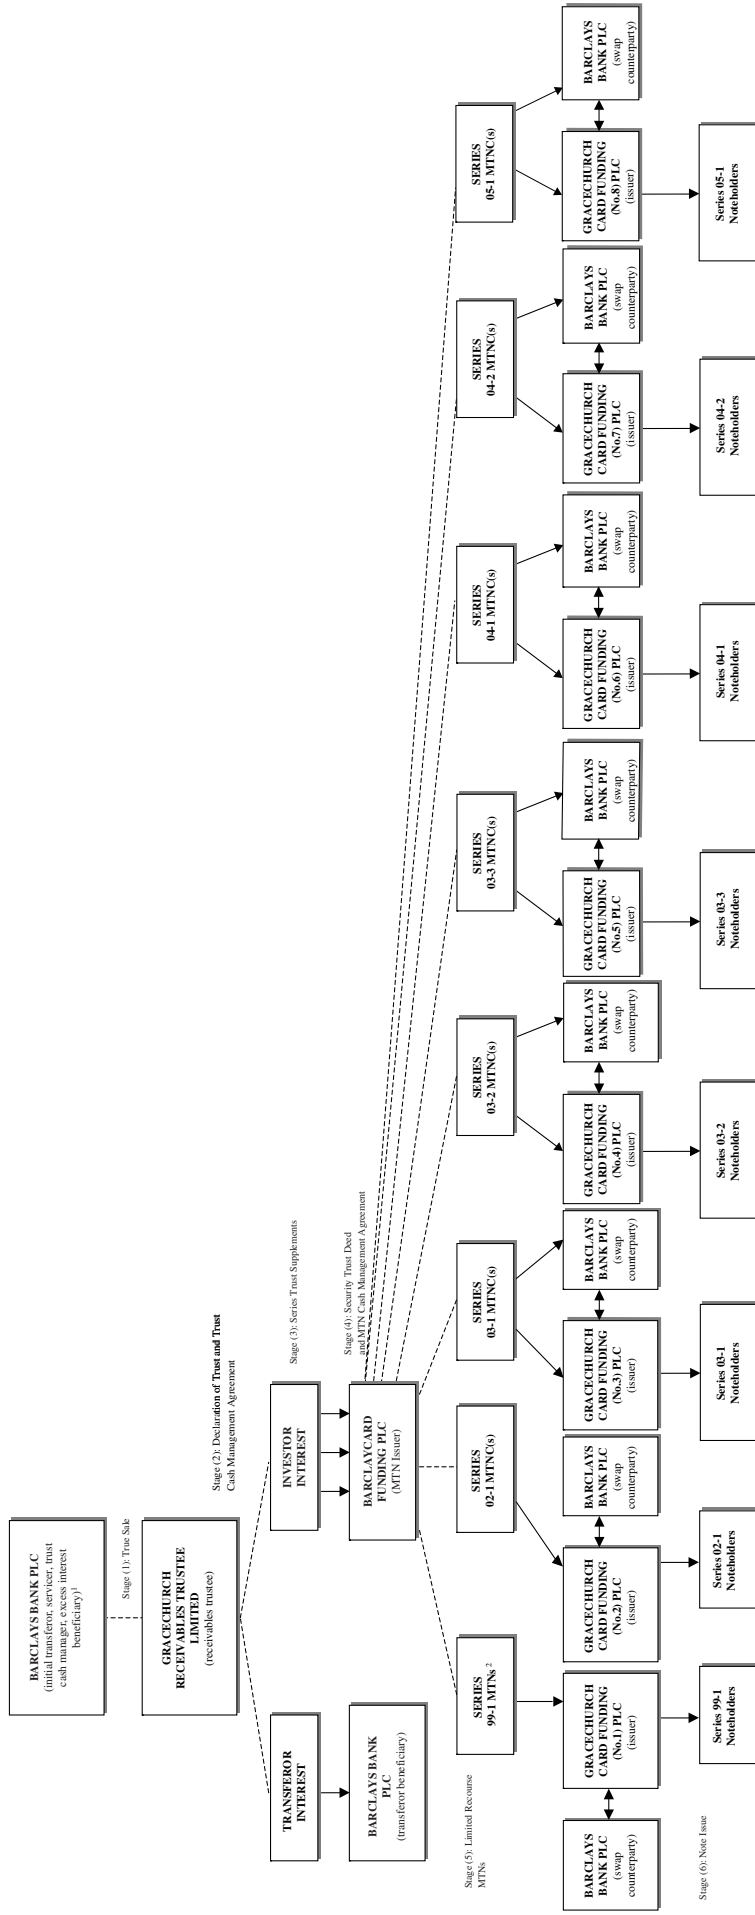 BARCLAYS BANK PLC
(initial transferor, servicer, trust
cash manager, excess interest
beneficiary)1
Stage (1): True Sale
GRACECHURCH
RECEIVABLES TRUSTEE
LIMITED
(receivables trustee)
Stage (2): Declaration of Trust and Trust
Cash Management Agreement
TRANSFEROR
INTEREST
INVESTOR
INTEREST
Stage (3): Series Trust Supplements
BARCLAYS BANK
PLC
(transferor beneficiary)
BARCLAYCARD
FUNDING PLC
(MTN Issuer)
Stage (4): Security Trust Deed
and MTN Cash Management Agreement
Stage (5): Limited Recourse
MTNs
SERIES
99-1 MTNs 2
SERIES
02-1 MTNC(s)
SERIES
03-1 MTNC(s)
SERIES
03-2 MTNC(s)
SERIES
03-3 MTNC(s)
SERIES
04-1 MTNC(s)
SERIES
04-2 MTNC(s)
SERIES
05-1 MTNC(s)
BARCLAYS
BANK PLC
(swap
counterparty)
GRACECHURCH
CARD FUNDING
(No.1) PLC
(issuer)
GRACECHURCH
CARD FUNDING
(No.2) PLC
(issuer)
BARCLAYS
BANK PLC
(swap
counterparty)
GRACECHURCH
CARD FUNDING
(No.3) PLC
(issuer)
BARCLAYS
BANK PLC
(swap
counterparty)
GRACECHURCH
CARD FUNDING
(No.4) PLC
(issuer)
BARCLAYS
BANK PLC
(swap
counterparty)
GRACECHURCH
CARD FUNDING
(No.5) PLC
(issuer)
BARCLAYS
BANK PLC
(swap
counterparty)
GRACECHURCH
CARD FUNDING
(No.6) PLC
(issuer)
BARCLAYS
BANK PLC
(swap
counterparty)
GRACECHURCH
CARD FUNDING
(No.7) PLC
(issuer)
BARCLAYS
BANK PLC
(swap
counterparty)
GRACECHURCH
CARD FUNDING
(No.8) PLC
(issuer)
BARCLAYS
BANK PLC
(swap
counterparty)
Stage (6): Note Issue
Series 99-1
Noteholders
Series 02-1
Noteholders
Series 03-1
Noteholders
Series 03-2
Noteholders
Series 03-3
Noteholders
Series 04-1
Noteholders
Series 04-2
Noteholders
Series 05-1
Noteholders